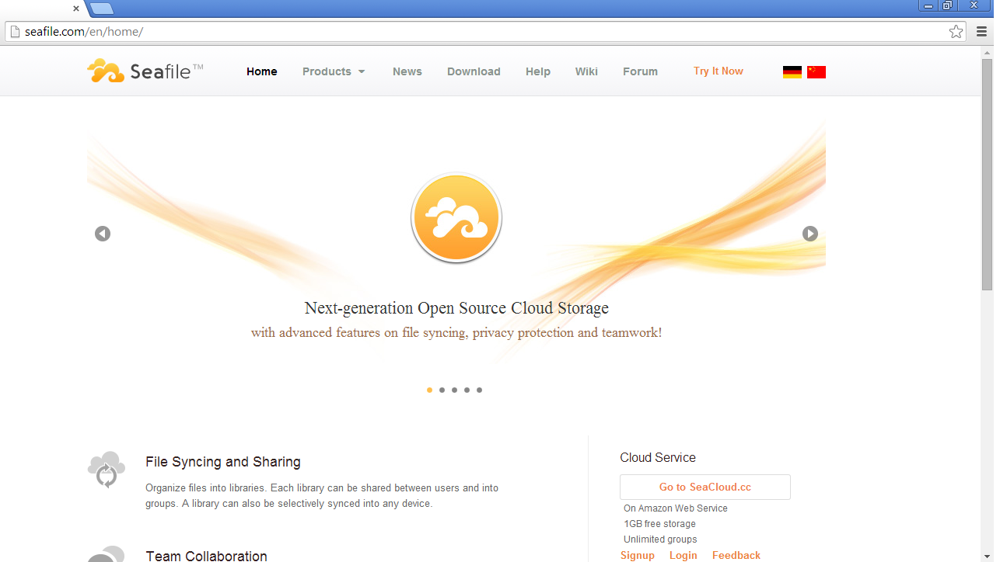 seafile.com/en/home/
Seafile™
Home Products News Download Help Wiki Forum Try It Now
Next-generation Open Source Cloud Storage
with advanced features on file syncing, privacy protection and teamwork!
File Syncing and Sharing
Organize files into libraries. Each library can be shared between users and into
groups. A library can also be selectively synced into any device.
Team Collaboration
Cloud Service
Go to SeaCloud.cc
On Amazon Web Service
1GB free storage
Unlimited groups
Signup Login Feedback